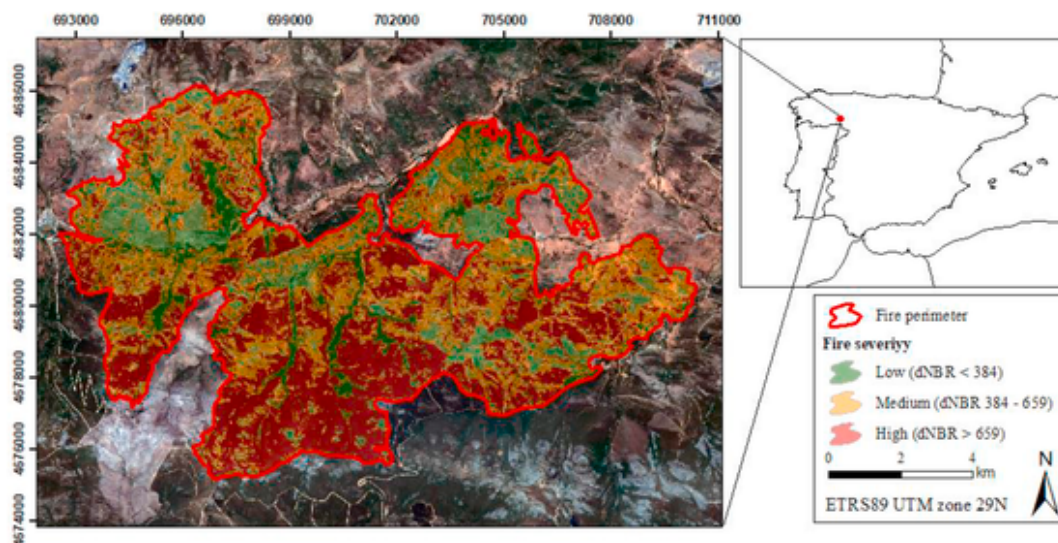 693000 696000 699000 702000 705000 708000 711000
4686000
4684000
4682000
4680000
4678000
4676000
4674000
Fire perimeter
Fire severiyy
Low (dNBR < 384)
Medium (dNBR 384 - 659)
High (dNBR > 659)
0 2 4
km
N
ETRS89 UTM zone 29N